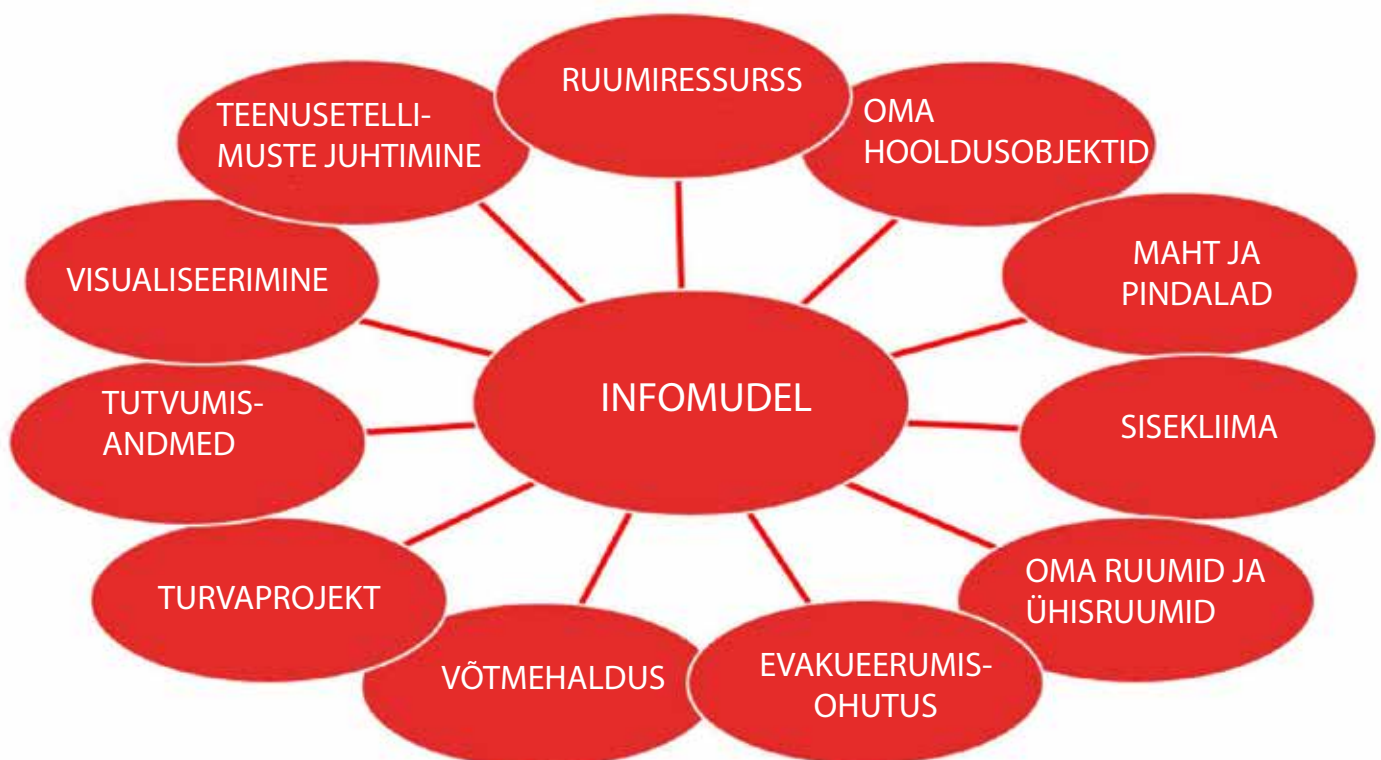 RUUMIRESSURSS
OMA
HOOLDUSOBJEKTID
MAHT JA
PINDALAD
SISEKLIIMA
OMA RUUMID JA
ÜHISRUUMID
EVAKUEERUMIS-
OHUTUS
VÕTMEHALDUS
TURVAPROJEKT
TUTVUMIS-
ANDMED
VISUALISEERIMINE
TEENUSETELLI-
MUSTE JUHTIMINE
INFOMUDEL